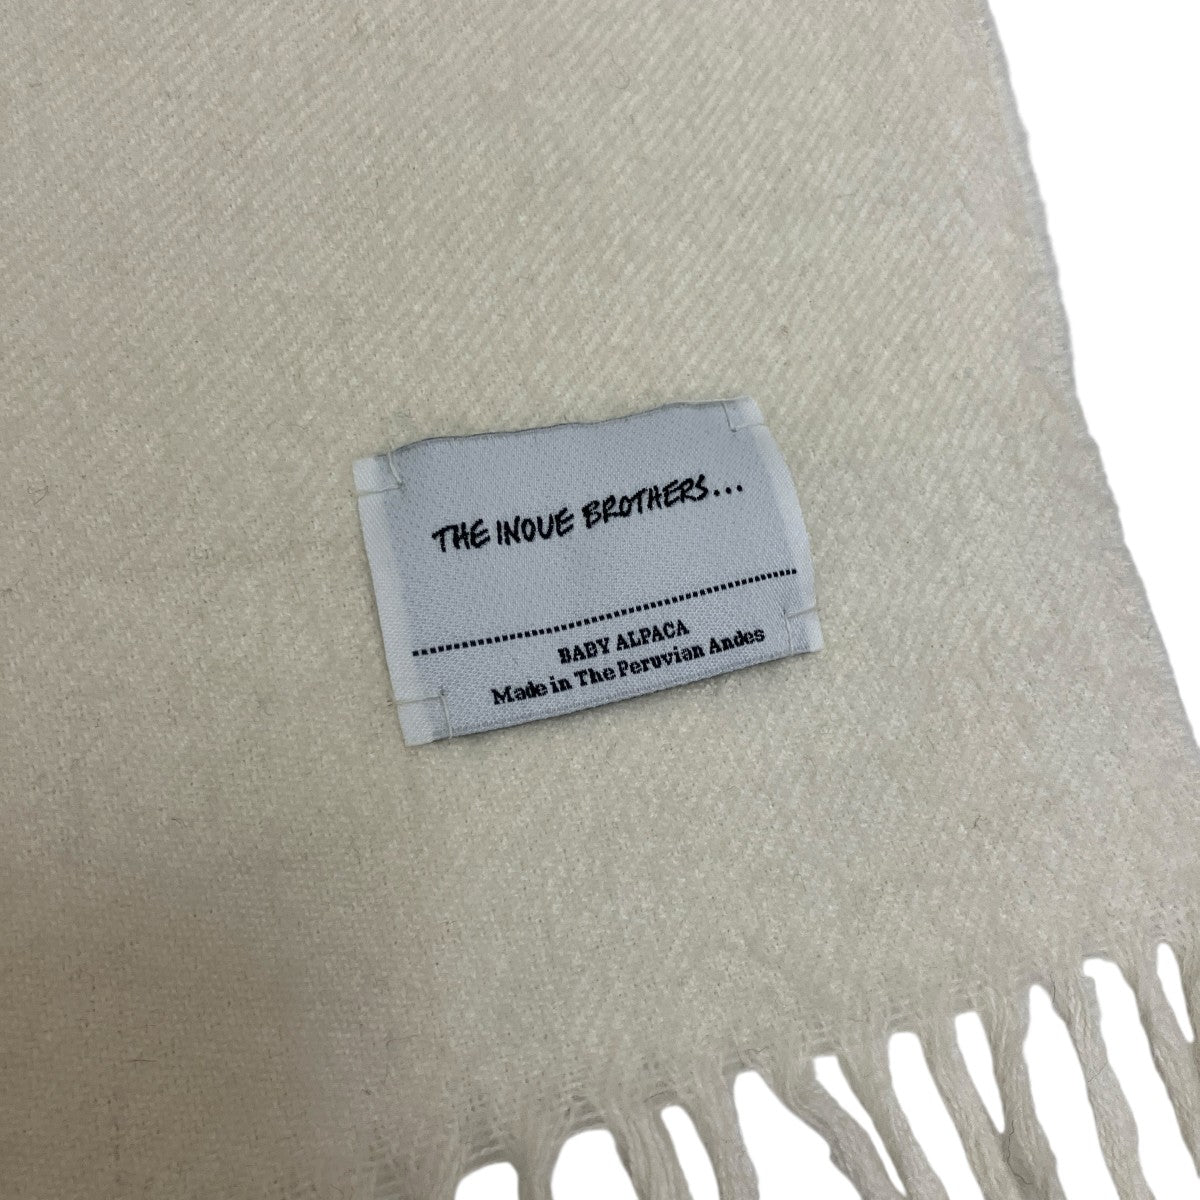 THE INOUE BROTHERS...
BABY ALPACA
Made in The Peruvian Andes